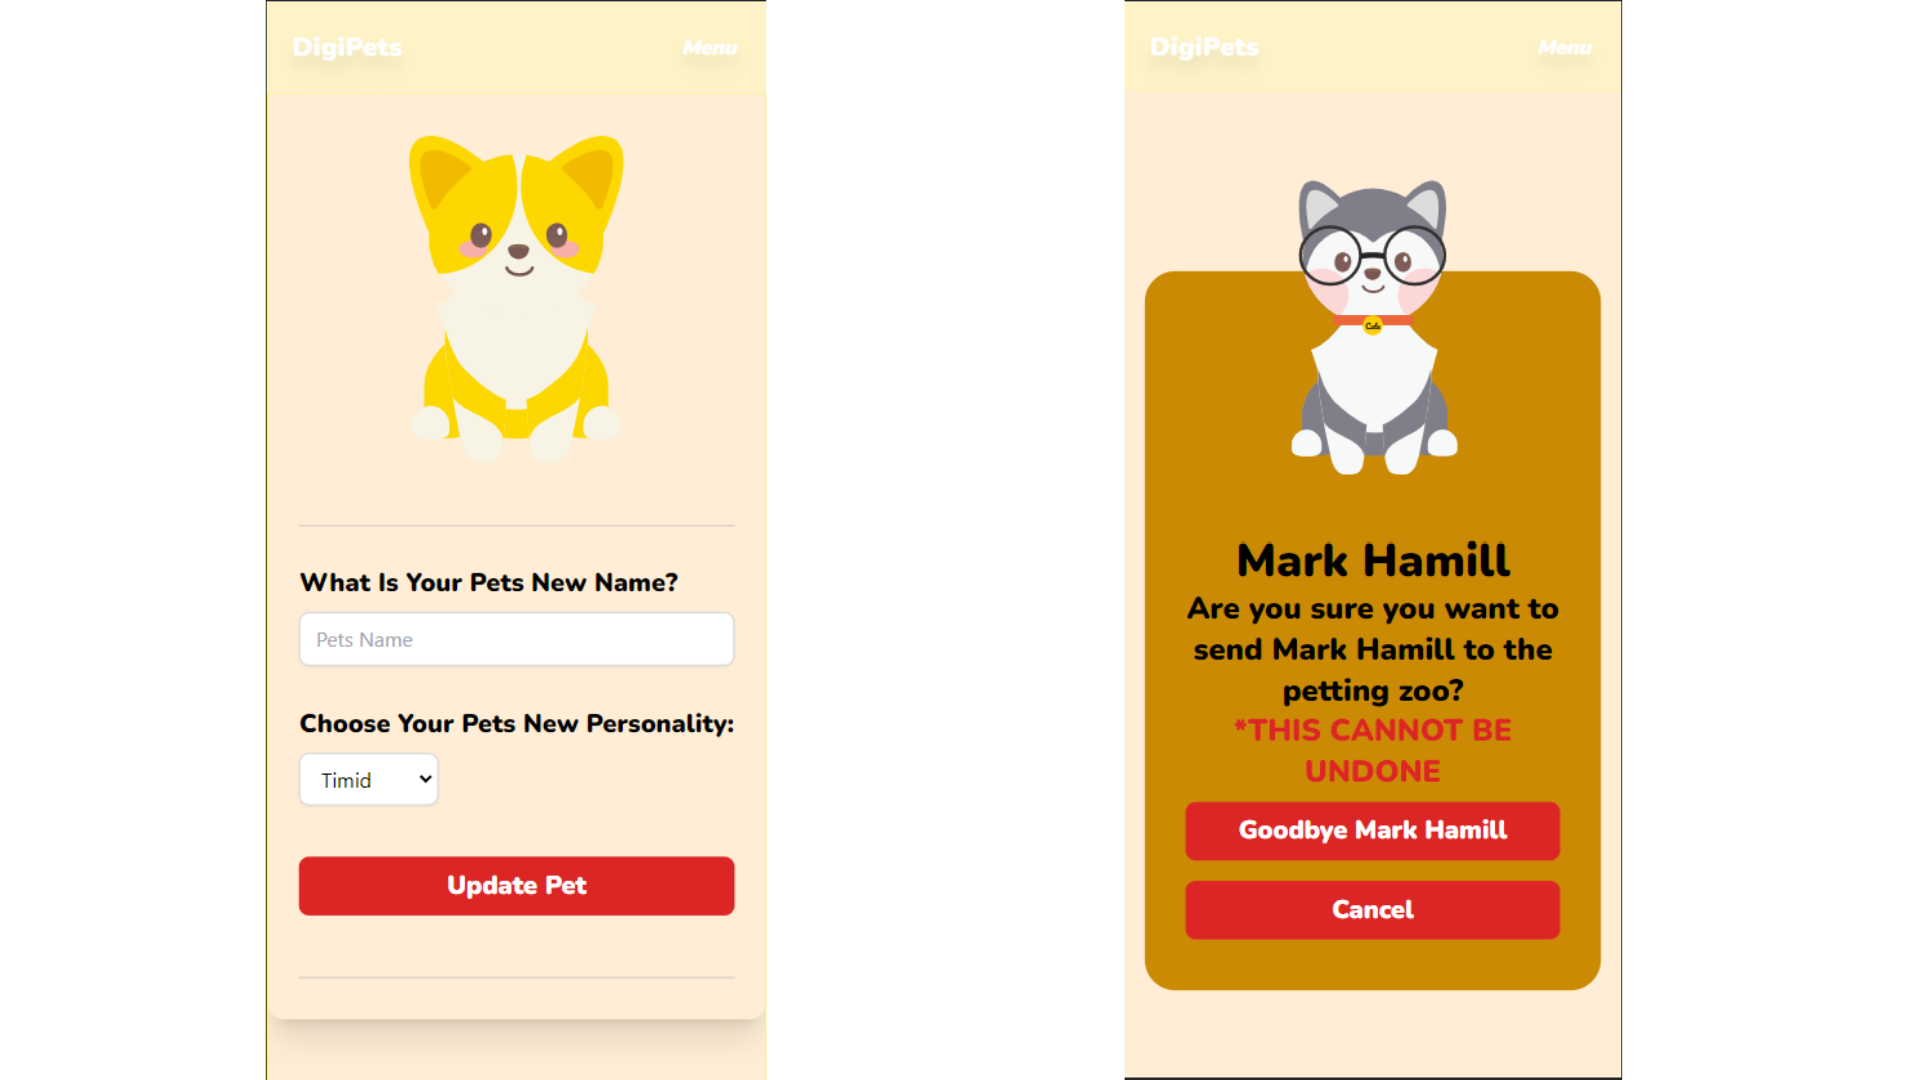 DigiPets
Menu
What Is Your Pets New Name?
Pets Name
Choose Your Pets New Personality:
Timid
Update Pet
DigiPets
Menu
Cute
Mark Hamill
Are you sure you want to
send Mark Hamill to the
petting zoo?
*THIS CANNOT BE
UNDONE
Goodbye Mark Hamill
Cancel